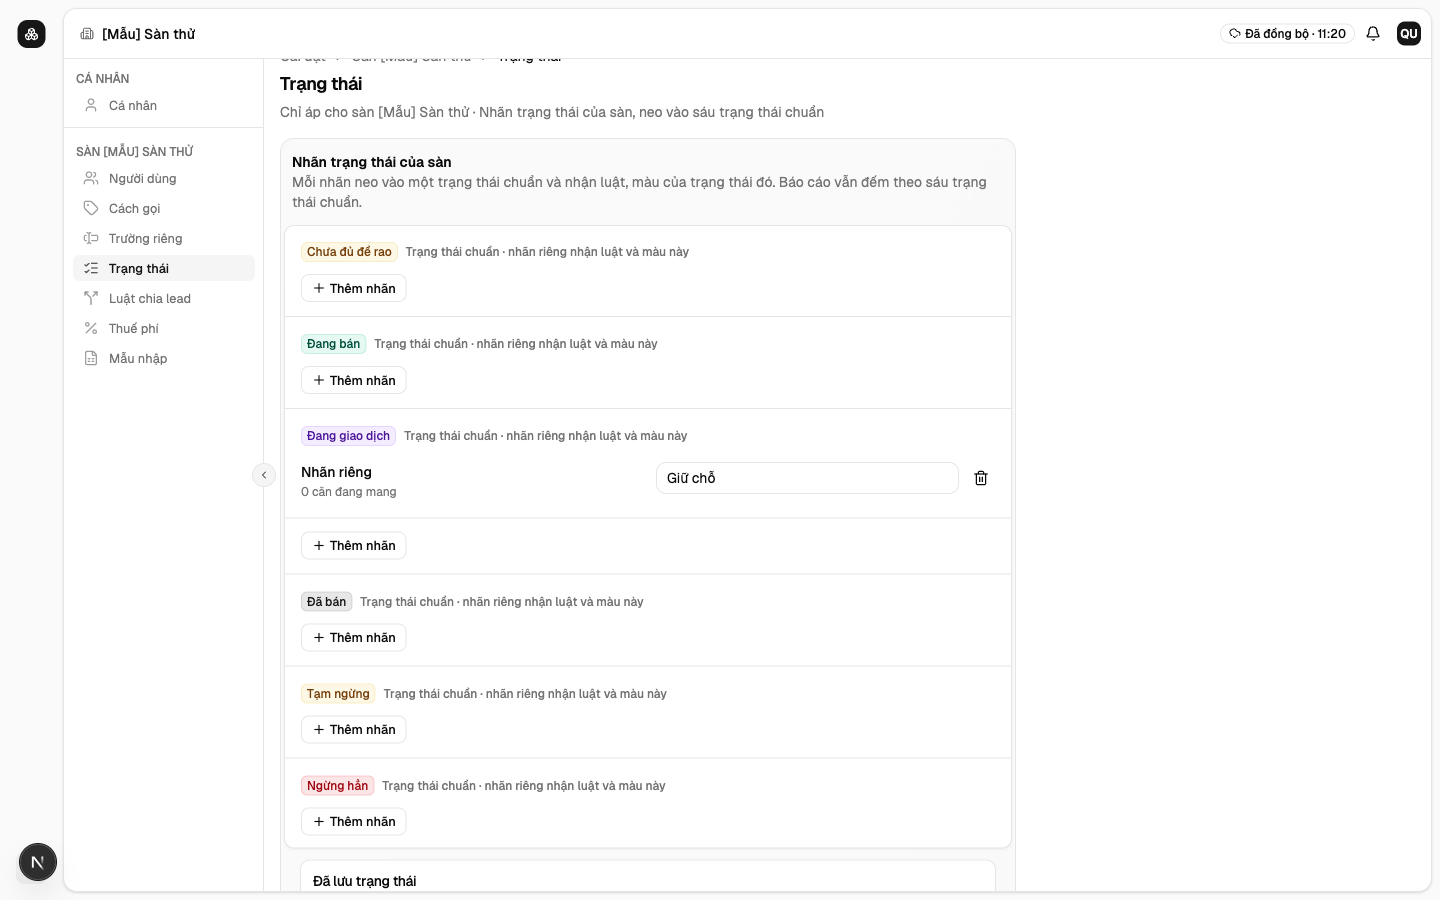 [Mẫu] Sàn thử
Đã đồng bộ · 11:20
QU
CÁ NHÂN
Cá nhân
SÀN [MẪU] SÀN THỬ
Người dùng
Cách gọi
Trường riêng
Trạng thái
Luật chia lead
Thuế phí
Mẫu nhập
Trạng thái
Chỉ áp cho sàn [Mẫu] Sàn thử · Nhãn trạng thái của sàn, neo vào sáu trạng thái chuẩn
Nhãn trạng thái của sàn
Mỗi nhãn neo vào một trạng thái chuẩn và nhận luật, màu của trạng thái đó. Báo cáo vẫn đếm theo sáu trạng
thái chuẩn.
Chưa đủ để rao Trạng thái chuẩn · nhãn riêng nhận luật và màu này
Thêm nhãn
Đang bán Trạng thái chuẩn · nhãn riêng nhận luật và màu này
Thêm nhãn
Đang giao dịch Trạng thái chuẩn · nhãn riêng nhận luật và màu này
Nhãn riêng
0 căn đang mang
Giữ chỗ
Thêm nhãn
Đã bán Trạng thái chuẩn · nhãn riêng nhận luật và màu này
Thêm nhãn
Tạm ngừng Trạng thái chuẩn · nhãn riêng nhận luật và màu này
Thêm nhãn
Ngừng hẳn Trạng thái chuẩn · nhãn riêng nhận luật và màu này
Thêm nhãn
Đã lưu trạng thái
N